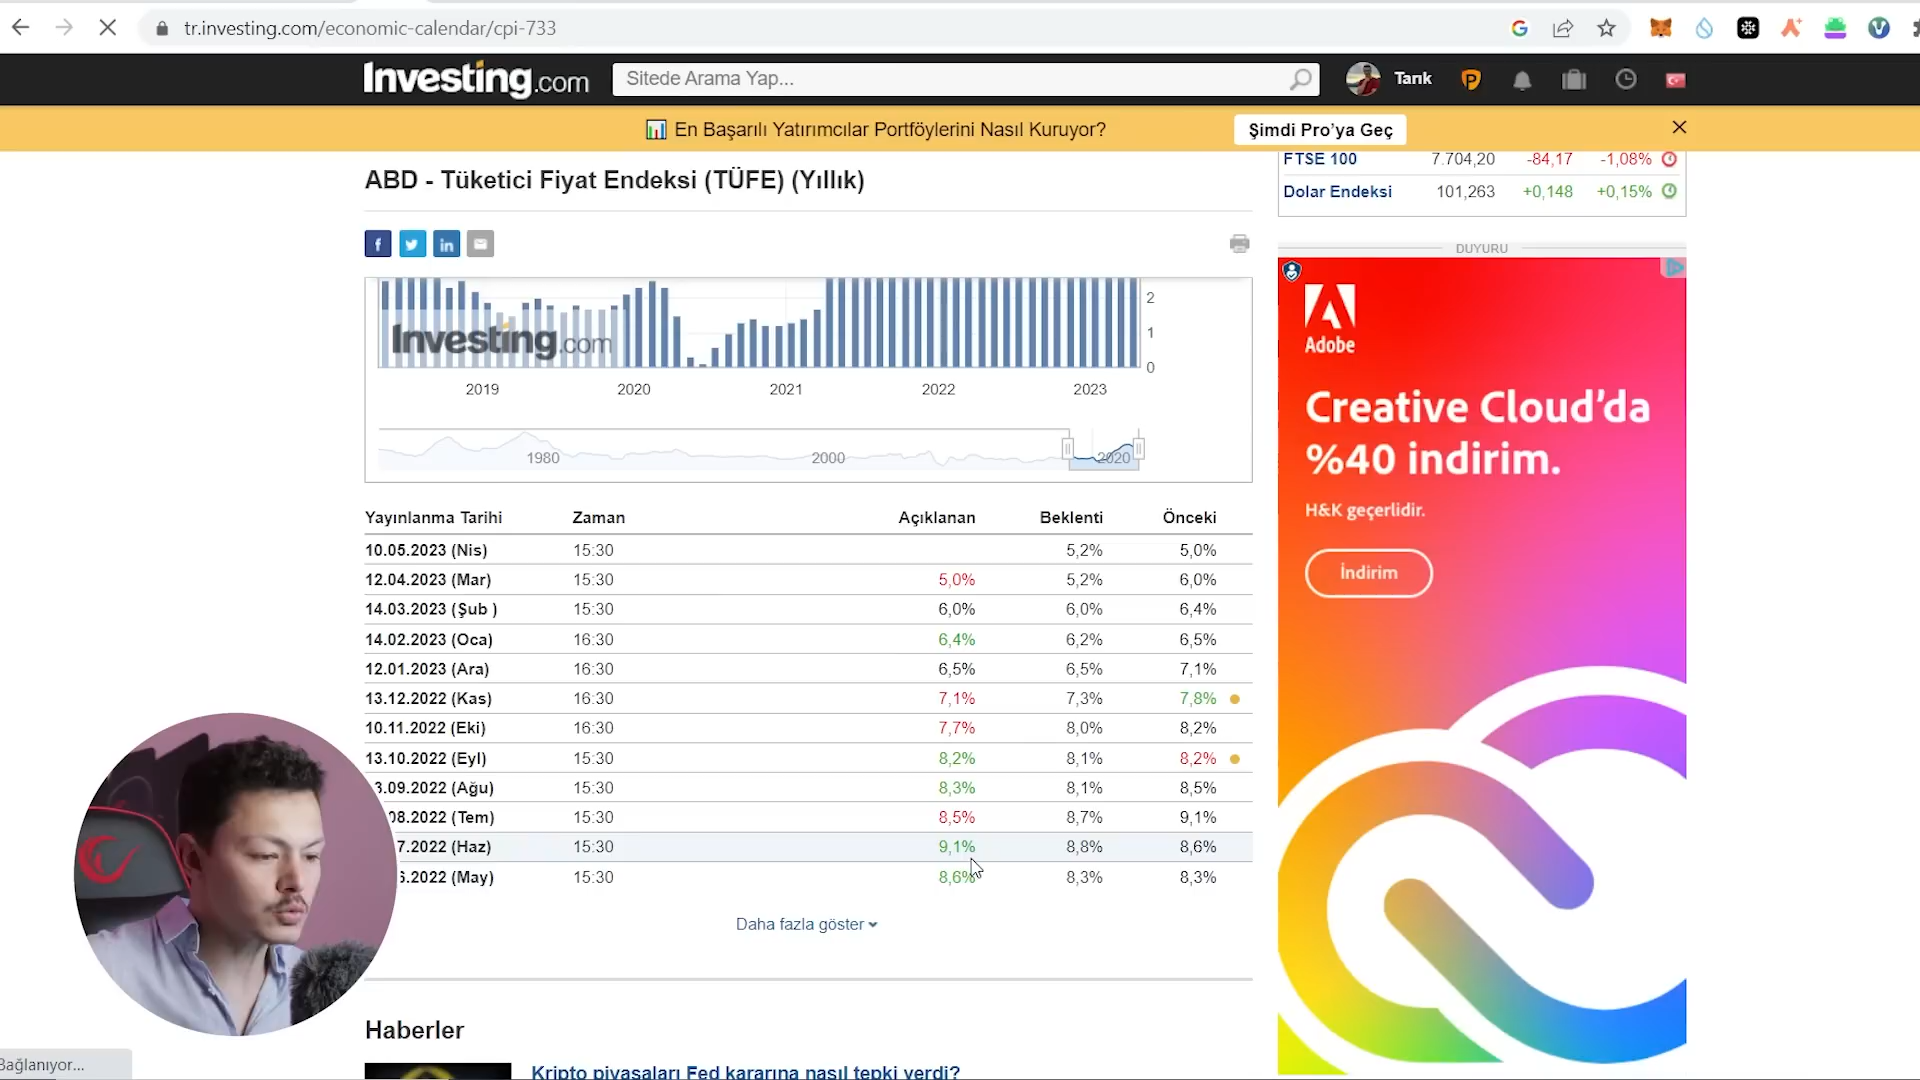 tr.investing.com/economic-calendar/cpi-733
Investing.com
Sitede Arama Yap...
Tarık
En Başarılı Yatırımcılar Portföylerini Nasıl Kuruyor?
Şimdi Pro'ya Geç
ABD - Tüketici Fiyat Endeksi (TÜFE) (Yıllık)
FTSE 100 7.704,20 -84,17 -1,08%
Dolar Endeksi 101,263 +0,148 +0,15%
2
1
0
Investing.com
2019 2020 2021 2022 2023
1980 2000 2020
Yayınlanma Tarihi Zaman Açıklanan Beklenti Önceki
10.05.2023 (Nis) 15:30 5,2% 5,0%
12.04.2023 (Mar) 15:30 5,0% 5,2% 6,0%
14.03.2023 (Şub ) 15:30 6,0% 6,0% 6,4%
14.02.2023 (Oca) 16:30 6,4% 6,2% 6,5%
12.01.2023 (Ara) 16:30 6,5% 6,5% 7,1%
13.12.2022 (Kas) 16:30 7,1% 7,3% 7,8%
10.11.2022 (Eki) 16:30 7,7% 8,0% 8,2%
13.10.2022 (Eyl) 15:30 8,2% 8,1% 8,2%
3.09.2022 (Ağu) 15:30 8,3% 8,1% 8,5%
08.2022 (Tem) 15:30 8,5% 8,7% 9,1%
7.2022 (Haz) 15:30 9,1% 8,8% 8,6%
6.2022 (May) 15:30 8,6% 8,3% 8,3%
Daha fazla göster
Haberler
Kripto piyasaları Fed kararına nasıl tepki verdi?
DUYURU
Adobe
Creative Cloud'da
%40 indirim.
H&K geçerlidir.
İndirim
Bağlanıyor...